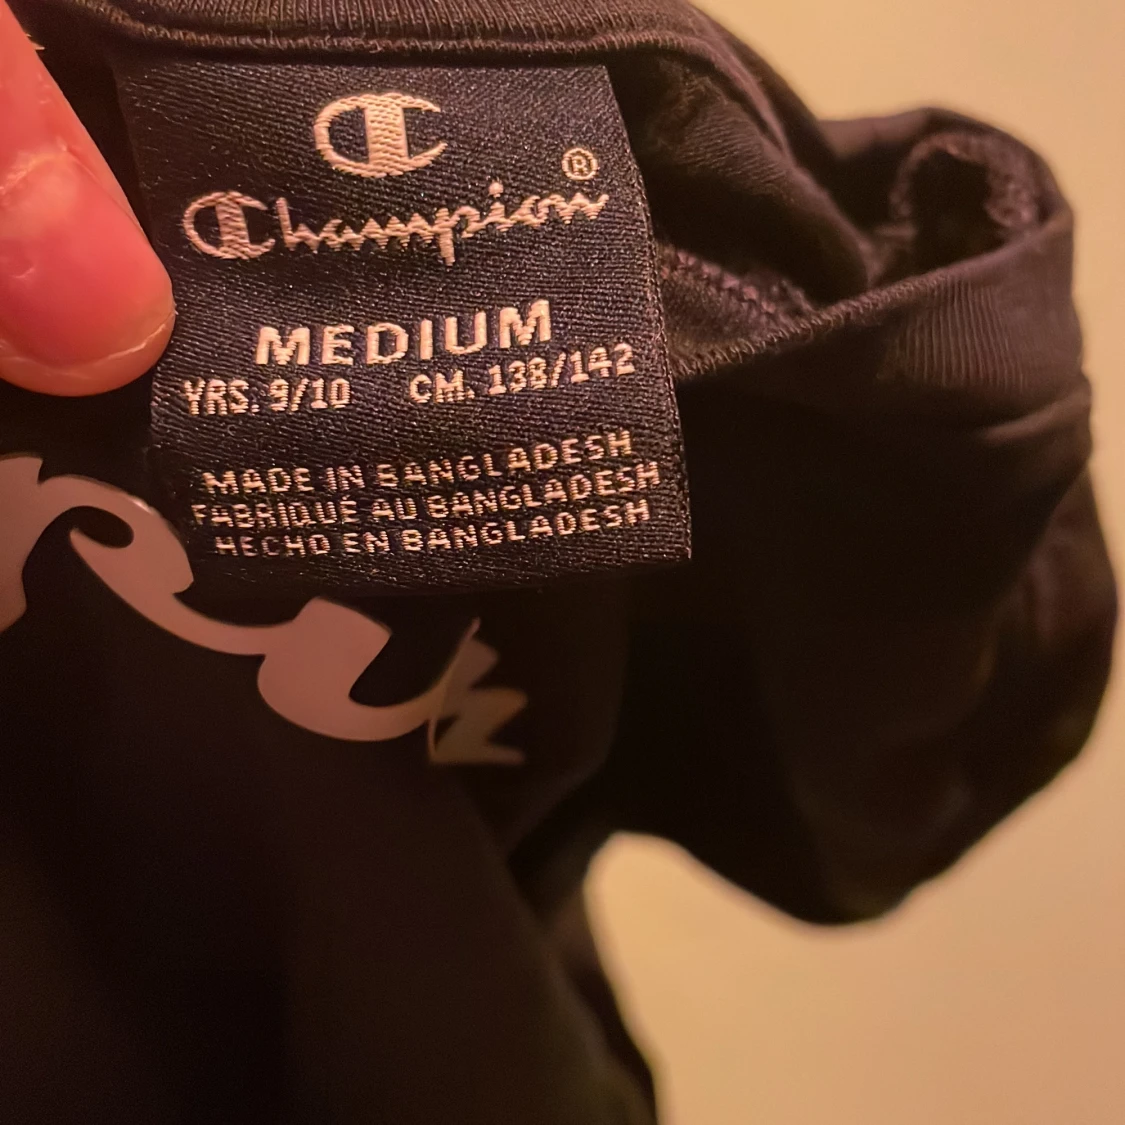 Champion®
MEDIUM
YRS. 9/10 CM. 138/142
MADE IN BANGLADESH
FABRIQUÉ AU BANGLADESH
HECHO EN BANGLADESH